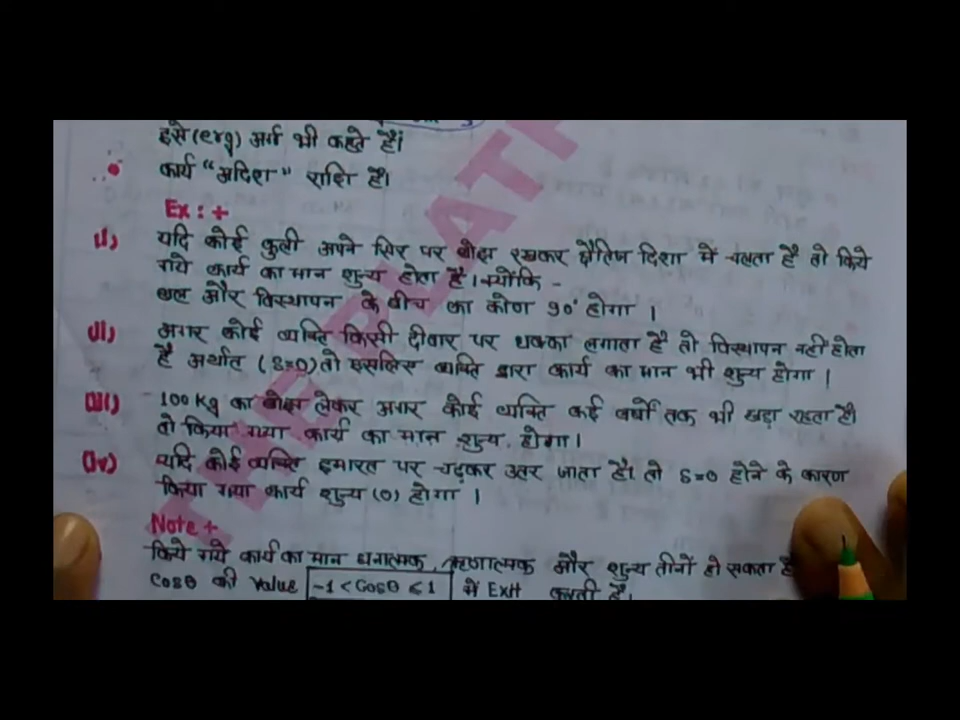 इसे (erg) अर्ग भी कहते हैं।
• कार्य “अदिश” राशि है।
Ex : +
(i) यदि कोई कुली अपने सिर पर बोझ रखकर क्षैतिज दिशा में चलता है तो किये
गये कार्य का मान शुन्य होता है। क्योंकि -
बल और विस्थापन के बीच का कोण 90° होगा ।
(ii) अगर कोई व्यक्ति किसी दीवार पर धक्का लगाता है तो विस्थापन नहीं होता
है अर्थात (S=0) तो इसलिए व्यक्ति द्वारा कार्य का मान भी शुन्य होगा ।
(iii) 100 Kg का बोझ लेकर अगर कोई व्यक्ति कई वर्षो तक भी खड़ा रहता है।
तो किया गया कार्य का मान शुन्य होगा।
(iv) यदि कोई व्यक्ति इमारत पर चढ़कर उतर जाता है। तो S=0 होने के कारण
किया गया कार्य शुन्य (0) होगा ।
Note +
किये गये कार्य का मान धनात्मक, ऋणात्मक और शुन्य तीनों हो सकता है
Cosθ की Value -1 < Cosθ ≤ 1 में Exit करती है।
THE PLAT